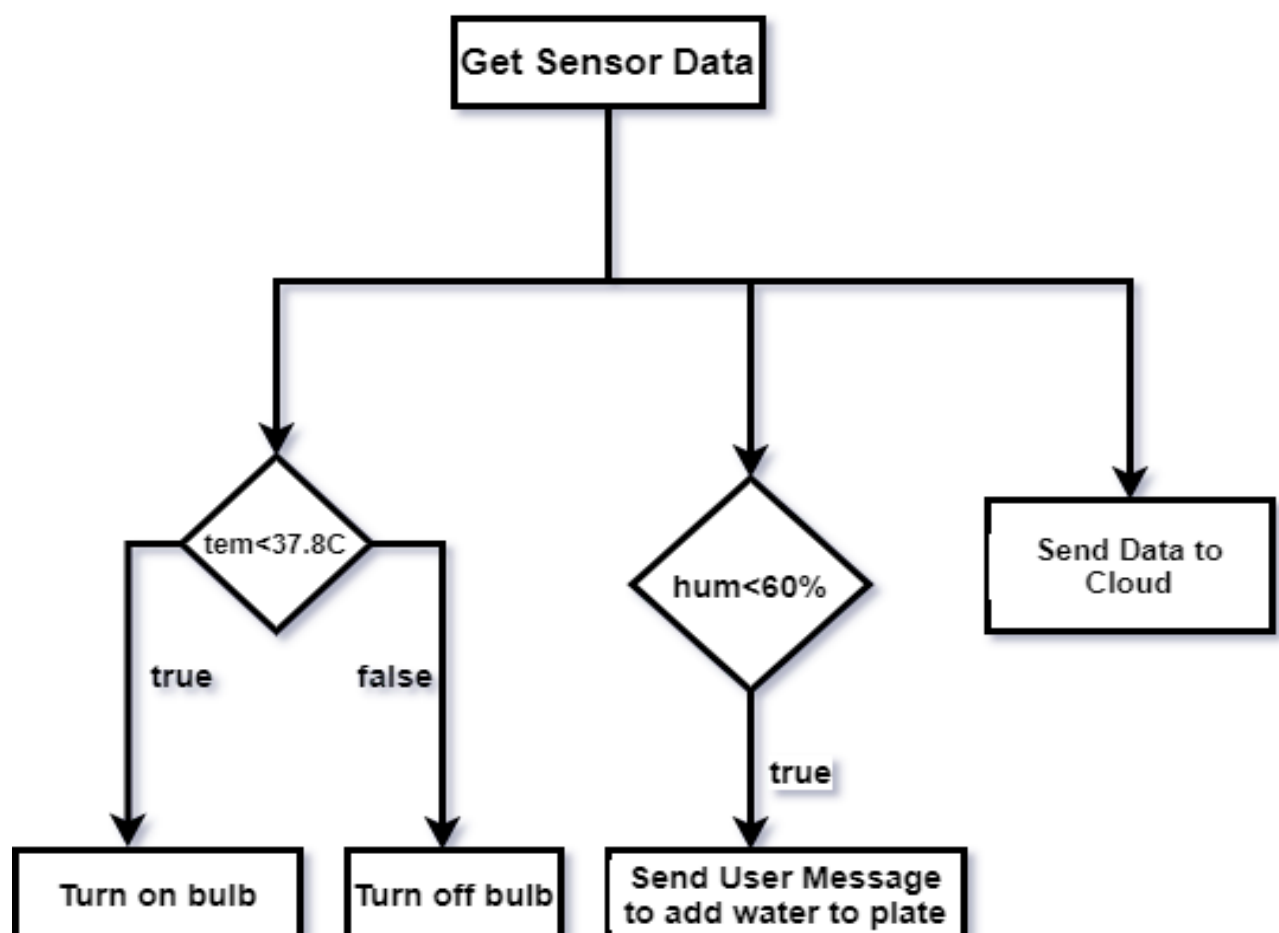 Get Sensor Data
tem<37.8C
hum<60%
Send Data to
Cloud
true
false
true
Turn on bulb
Turn off bulb
Send User Message
to add water to plate